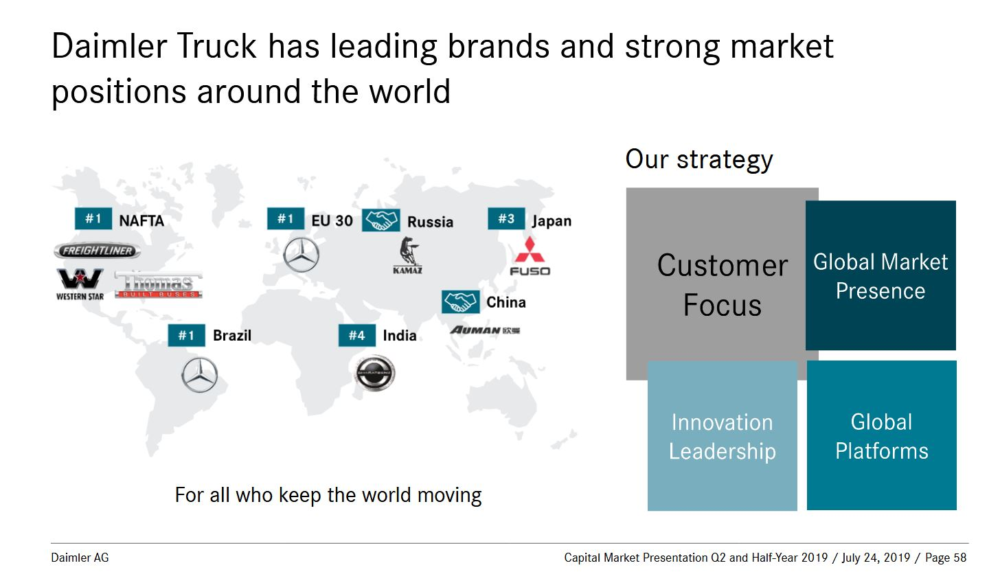 Daimler Truck has leading brands and strong market
positions around the world
#1 NAFTA
FREIGHTLINER
WESTERN STAR
Thomas
BUILT BUSES
#1 EU 30
Russia
KAMAZ
#3 Japan
FUSO
China
AUMAN 欧曼
#1 Brazil
#4 India
BHARATBENZ
For all who keep the world moving
Our strategy
Customer
Focus
Global Market
Presence
Innovation
Leadership
Global
Platforms
Daimler AG
Capital Market Presentation Q2 and Half-Year 2019 / July 24, 2019 / Page 58